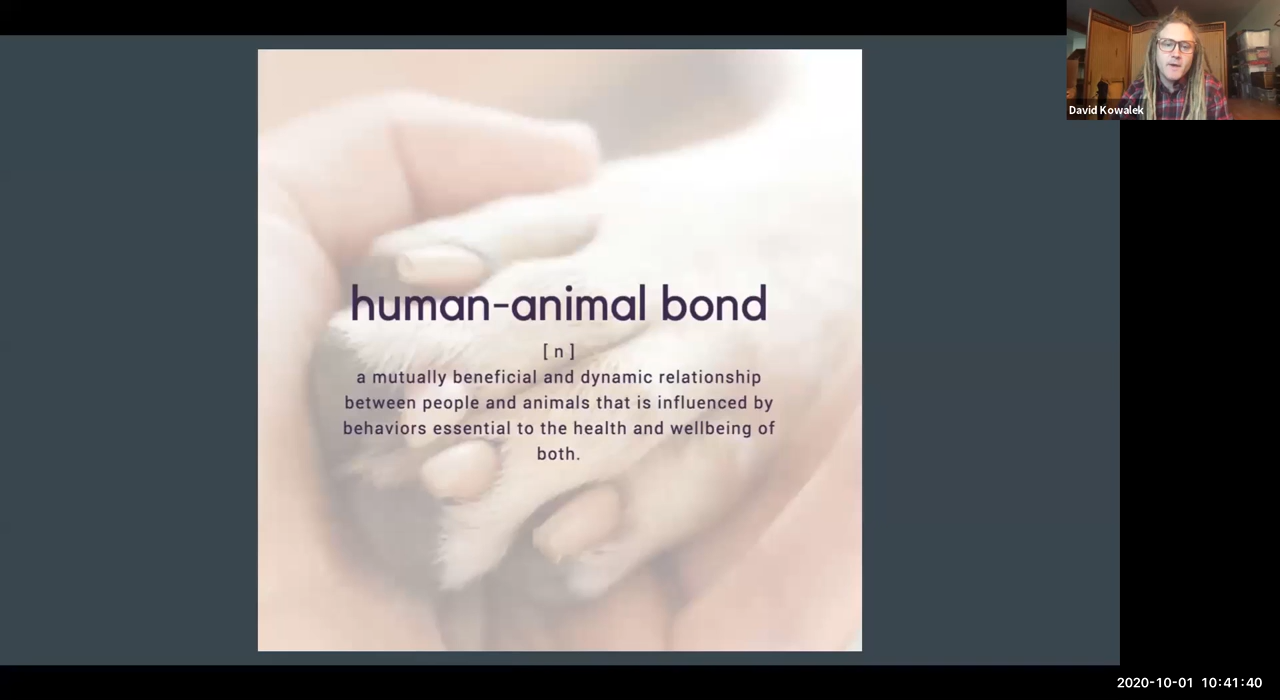 David Kowalek
human-animal bond
[ n ]
a mutually beneficial and dynamic relationship
between people and animals that is influenced by
behaviors essential to the health and wellbeing of
both.
2020-10-01 10:41:40